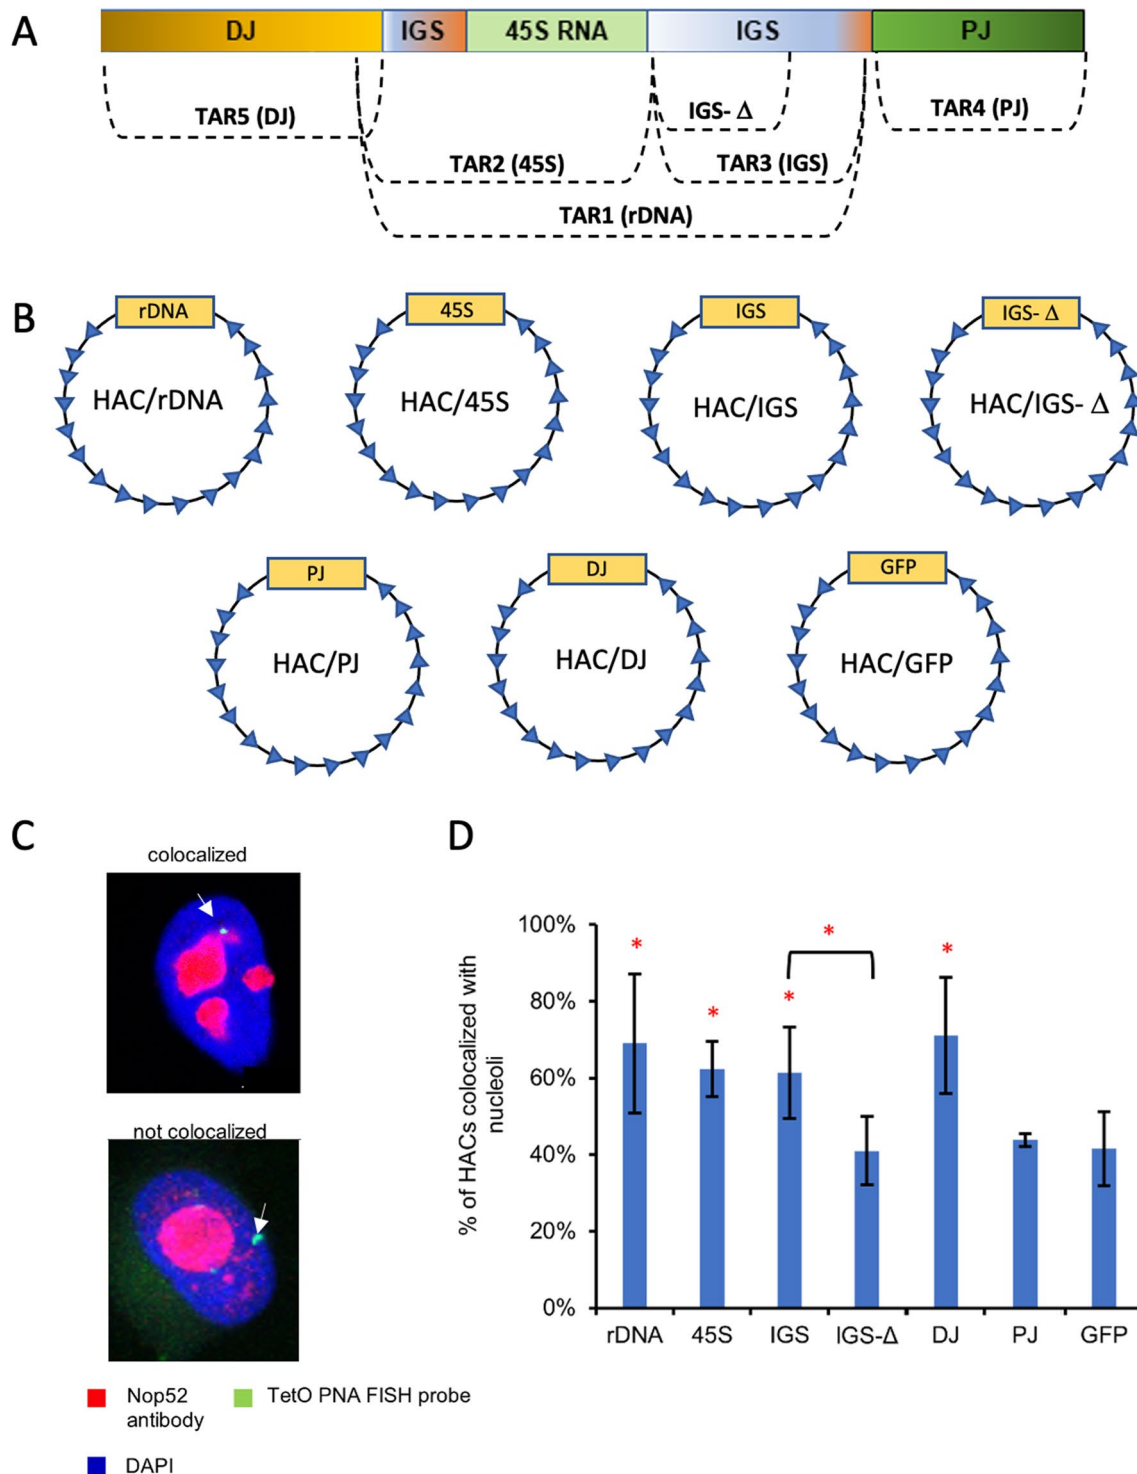 A
DJ
IGS
45S RNA
IGS
PJ
TAR5 (DJ)
IGS- Δ
TAR4 (PJ)
TAR2 (45S)
TAR3 (IGS)
TAR1 (rDNA)
B
rDNA
45S
IGS
IGS- Δ
HAC/rDNA
HAC/45S
HAC/IGS
HAC/IGS- Δ
PJ
DJ
GFP
HAC/PJ
HAC/DJ
HAC/GFP
C
colocalized
not colocalized
Nop52
antibody
TetO PNA FISH probe
DAPI
D
% of HACs colocalized with
nucleoli
100%
80%
60%
40%
20%
0%
*
*
*
*
*
rDNA
45S
IGS
IGS-Δ
DJ
PJ
GFP